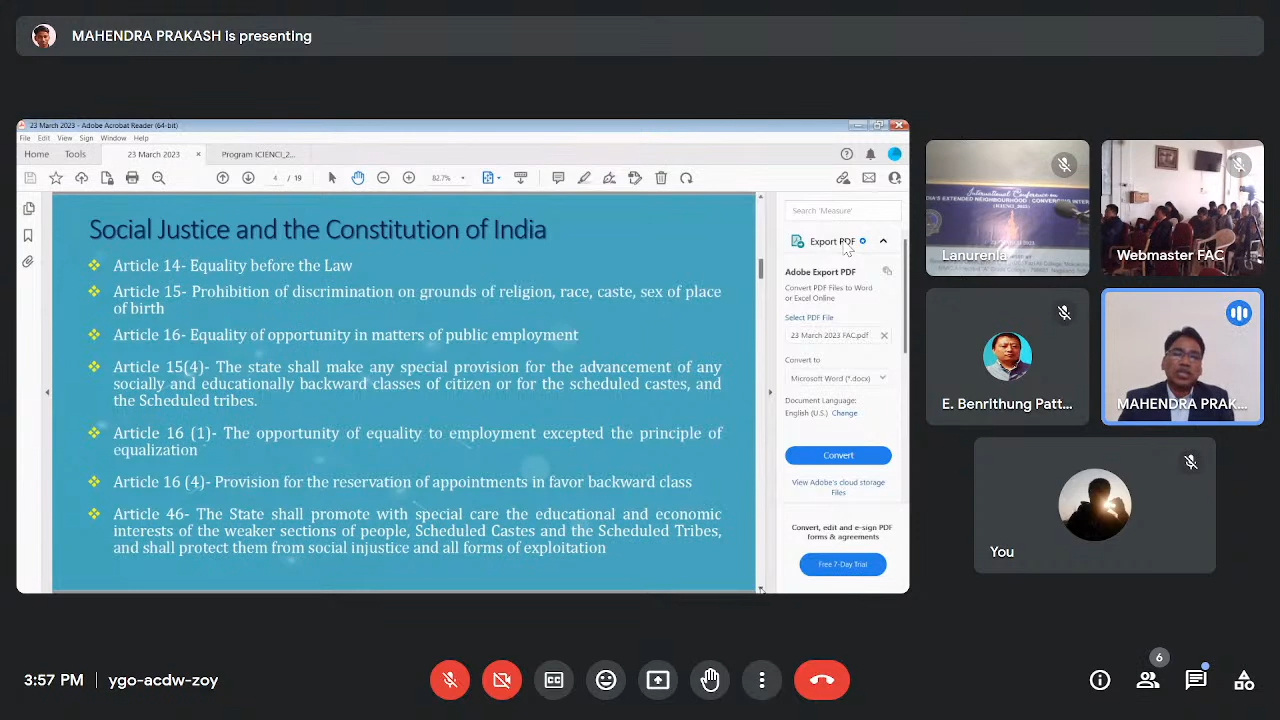 MAHENDRA PRAKASH is presenting
23 March 2023 - Adobe Acrobat Reader (64-bit)
File Edit View Sign Window Help
Home Tools 23 March 2023 × Program ICIENCI_2...
4 / 19 82.7%
Social Justice and the Constitution of India
Article 14- Equality before the Law
Article 15- Prohibition of discrimination on grounds of religion, race, caste, sex of place
of birth
Article 16- Equality of opportunity in matters of public employment
Article 15(4)- The state shall make any special provision for the advancement of any
socially and educationally backward classes of citizen or for the scheduled castes, and
the Scheduled tribes.
Article 16 (1)- The opportunity of equality to employment excepted the principle of
equalization
Article 16 (4)- Provision for the reservation of appointments in favor backward class
Article 46- The State shall promote with special care the educational and economic
interests of the weaker sections of people, Scheduled Castes and the Scheduled Tribes,
and shall protect them from social injustice and all forms of exploitation
Search 'Measure'
Export PDF
Adobe Export PDF
Convert PDF Files to Word
or Excel Online
Select PDF File
23 March 2023 FAC.pdf
Convert to
Microsoft Word (*.docx)
Document Language:
English (U.S.) Change
Convert
View Adobe's cloud storage
Files
Convert, edit and e-sign PDF
forms & agreements
Free 7-Day Trial
International Conference on
Lanurenla
Webmaster FAC
E. Benrithung Patt...
MAHENDRA PRAK...
You
3:57 PM | ygo-acdw-zoy
6